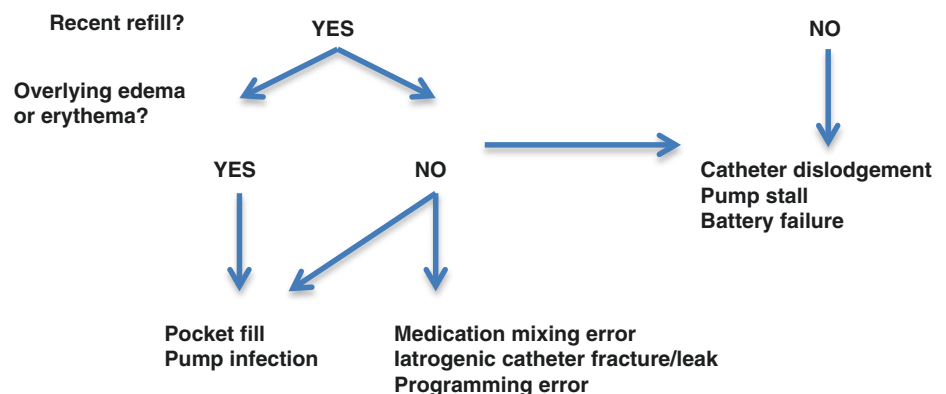 Recent refill?
YES
NO
Overlying edema
or erythema?
YES
NO
Catheter dislodgement
Pump stall
Battery failure
Pocket fill
Pump infection
Medication mixing error
Iatrogenic catheter fracture/leak
Programming error